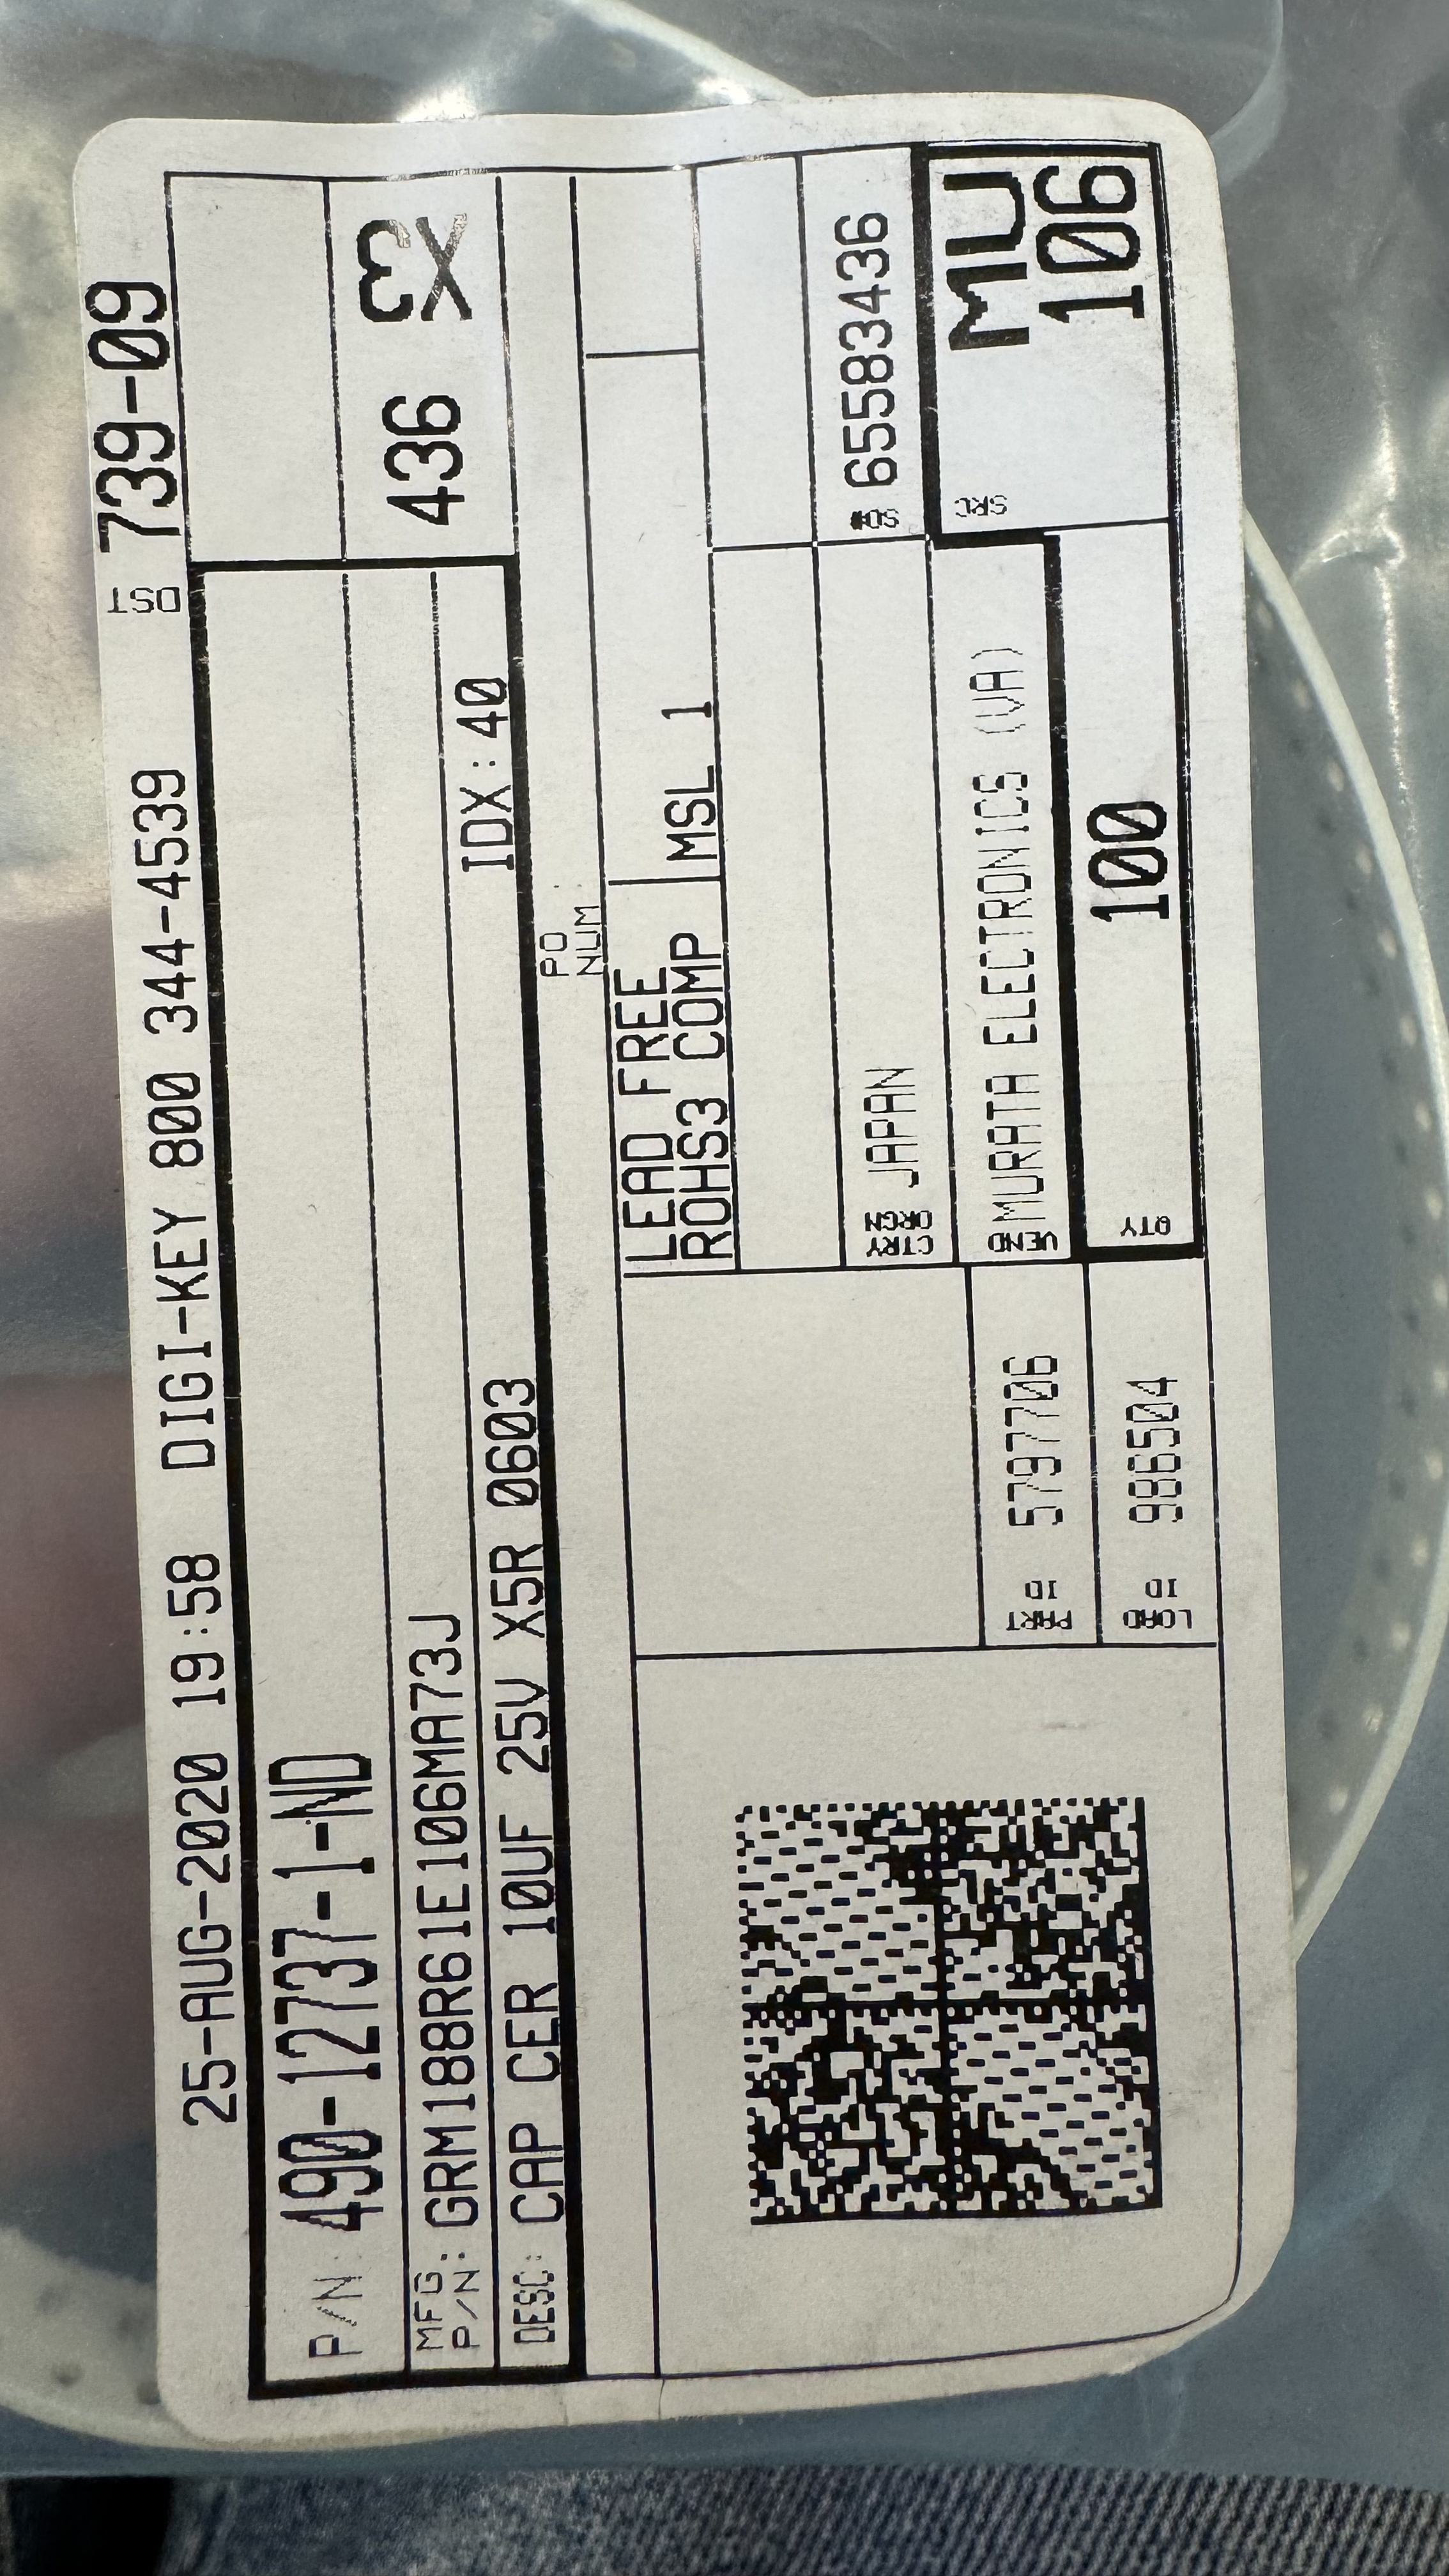 25-AUG-2020 19:58 DIGI-KEY 800 344-4539 DST 739-09
P/N: 490-12737-1-ND
MFG P/N: GRM188R61E106MA73J
436
CX
DESC: CAP CER 10UF 25V X5R 0603 IDX:40
PO NUM
LEAD FREE
ROHS3 COMP
MSL 1
CTRY ORGN JAPAN
SO# 65583436
PART ID 5797706
VEND MURATA ELECTRONICS (VA)
SRC MU
106
LOAD ID 986504
QTY 100